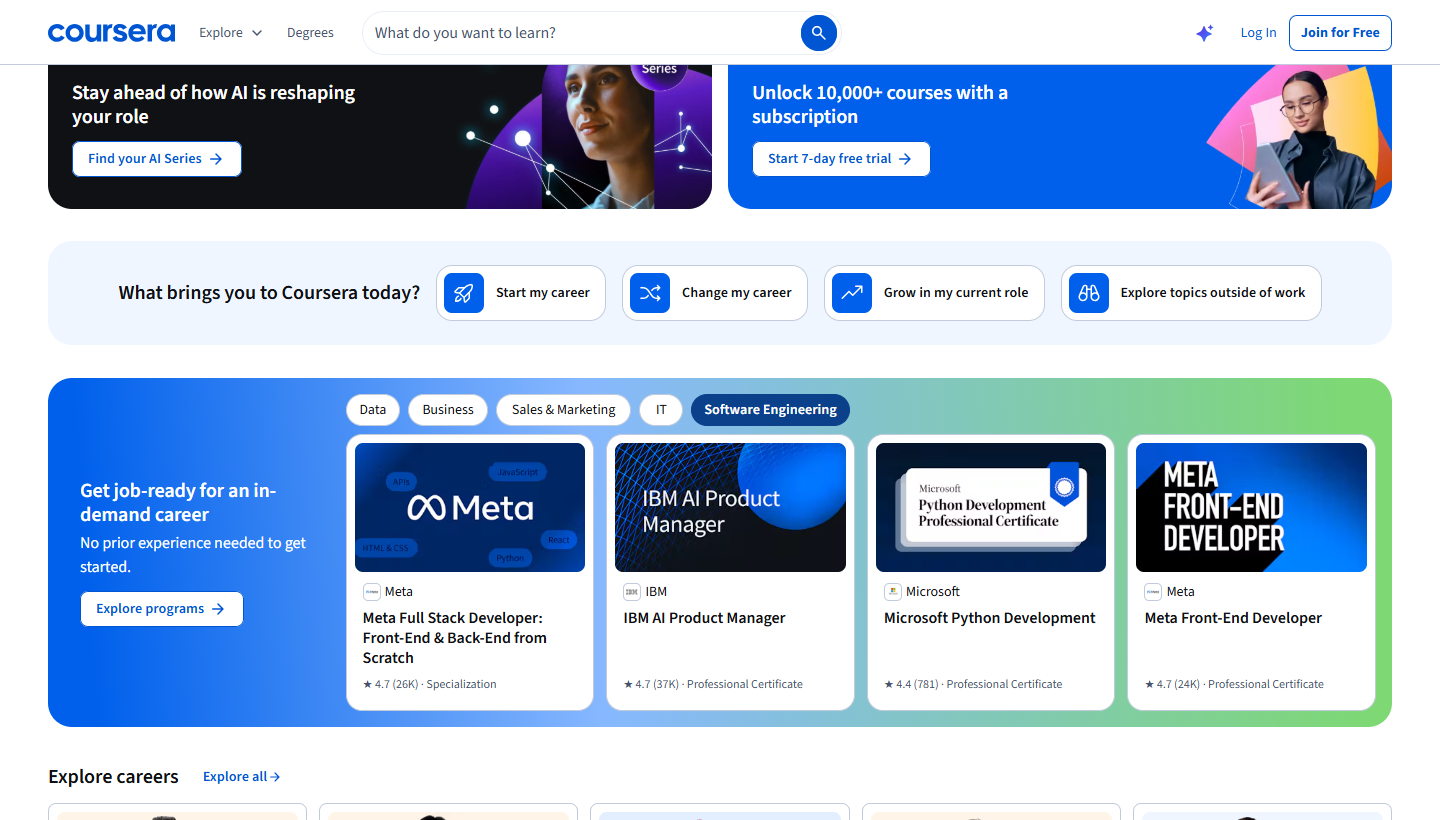 coursera
Explore
Degrees
What do you want to learn?
Log In
Join for Free
Series
Stay ahead of how AI is reshaping
your role
Find your AI Series
Unlock 10,000+ courses with a
subscription
Start 7-day free trial
What brings you to Coursera today?
Start my career
Change my career
Grow in my current role
Explore topics outside of work
Get job-ready for an in-
demand career
No prior experience needed to get
started.
Explore programs
Data
Business
Sales & Marketing
IT
Software Engineering
JavaScript
APIs
Meta
React
HTML & CSS
Python
Meta
Meta Full Stack Developer:
Front-End & Back-End from
Scratch
★ 4.7 (26K) · Specialization
IBM AI Product
Manager
IBM
IBM AI Product Manager
★ 4.7 (37K) · Professional Certificate
Microsoft
Python Development
Professional Certificate
Microsoft
Microsoft Python Development
★ 4.4 (781) · Professional Certificate
META
FRONT-END
DEVELOPER
Meta
Meta Front-End Developer
★ 4.7 (24K) · Professional Certificate
Explore careers
Explore all